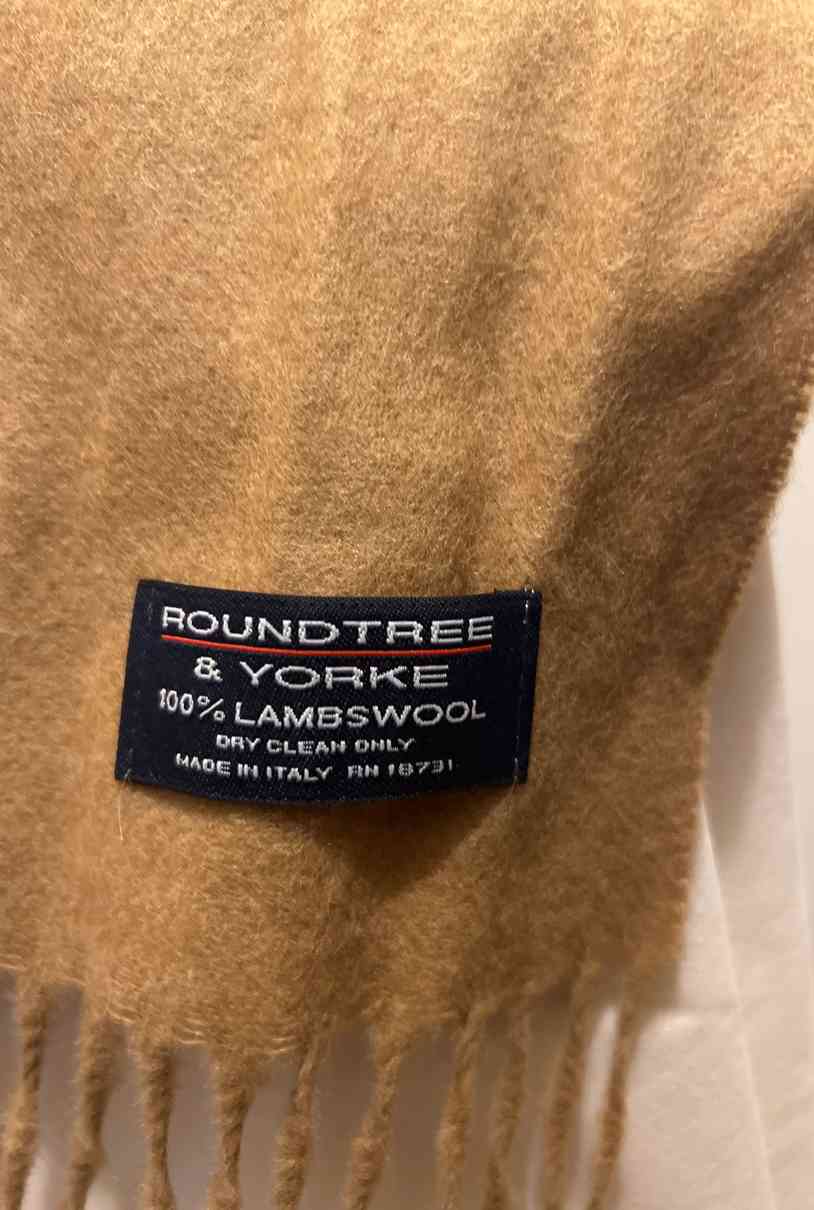 ROUNDTREE
& YORKE
100% LAMBSWOOL
DRY CLEAN ONLY
MADE IN ITALY RN 18731